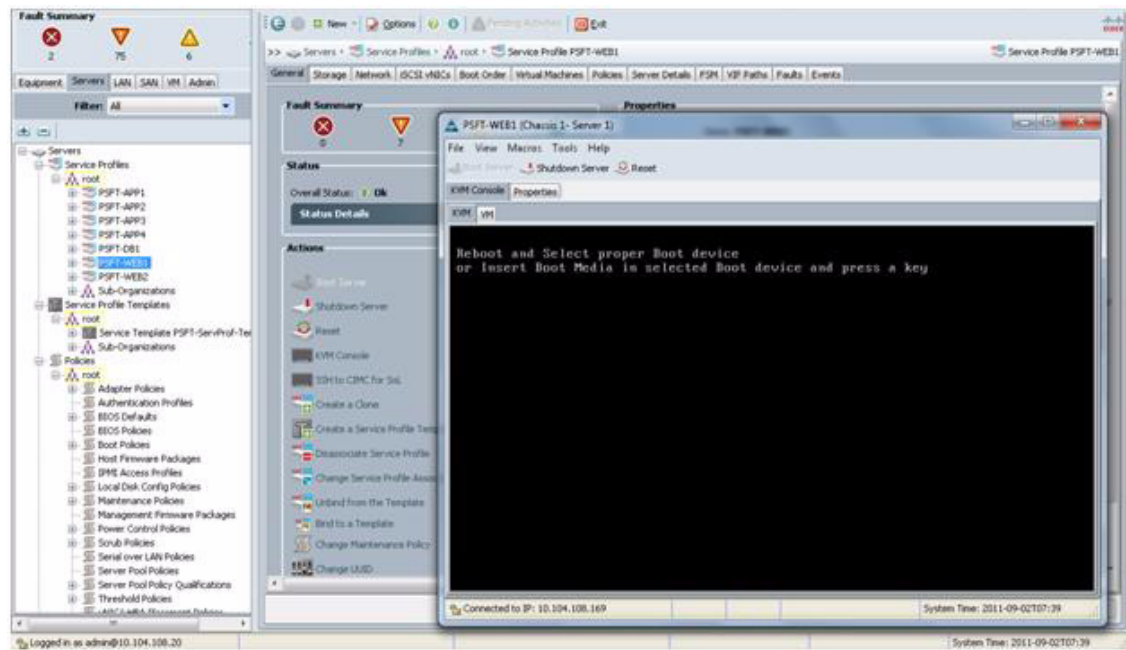 Fault Summary
2 75 6
Equipment Servers LAN SAN VM Admin
Filter: All
Servers
Service Profiles
root
PSFT-APP1
PSFT-APP2
PSFT-APP3
PSFT-APP4
PSFT-DB1
PSFT-WEB1
PSFT-WEB2
Sub-Organizations
Service Profile Templates
root
Service Template PSFT-ServProf-Te
Sub-Organizations
Policies
root
Adapter Policies
Authentication Profiles
BIOS Defaults
BIOS Policies
Boot Policies
Host Firmware Packages
IPMI Access Profiles
Local Disk Config Policies
Maintenance Policies
Management Firmware Packages
Power Control Policies
Scrub Policies
Serial over LAN Policies
Server Pool Policies
Server Pool Policy Qualifications
Threshold Policies
Logged in as admin@10.104.108.20
New Options Pending Activities Exit
>> Servers Service Profiles root Service Profile PSFT-WEB1
Service Profile PSFT-WEB1
General Storage Network iSCSI vNICs Boot Order Virtual Machines Policies Server Details FSM VIF Paths Faults Events
Fault Summary
0 7
Properties
Status
Overall Status: Ok
Status Details
Actions
Boot Server
Shutdown Server
Reset
KVM Console
SSH to CIMC for SoL
Create a Clone
Create a Service Profile Temp
Disassociate Service Profile
Change Service Profile Assoc
Unbind from the Template
Bind to a Template
Change Maintenance Policy
Change UUID
PSFT-WEB1 (Chassis 1- Server 1)
File View Macros Tools Help
Boot Server Shutdown Server Reset
KVM Console Properties
KVM VM
Reboot and Select proper Boot device
or Insert Boot Media in selected Boot device and press a key
Connected to IP: 10.104.108.169
System Time: 2011-09-02T07:39
System Time: 2011-09-02T07:39